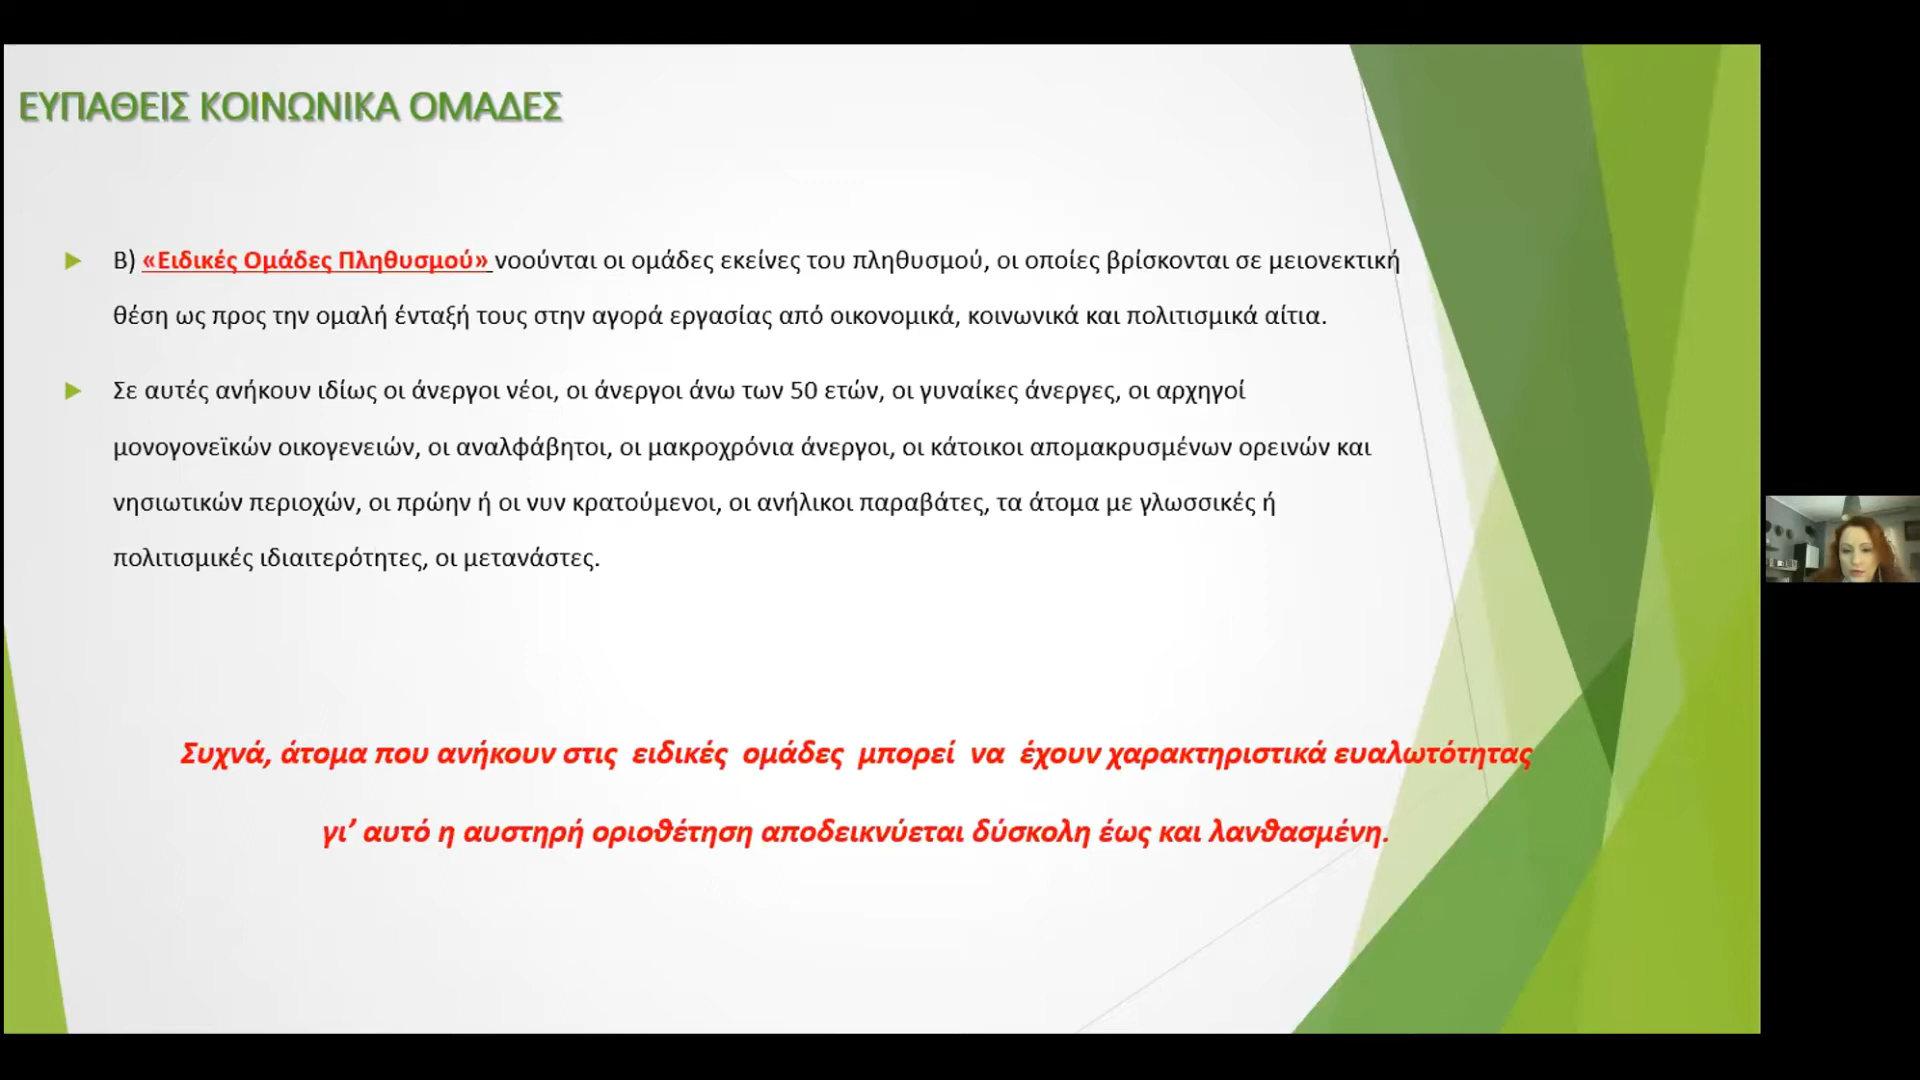 ΕΥΠΑΘΕΙΣ ΚΟΙΝΩΝΙΚΑ ΟΜΑΔΕΣ
Β) «Ειδικές Ομάδες Πληθυσμού» νοούνται οι ομάδες εκείνες του πληθυσμού, οι οποίες βρίσκονται σε μειονεκτική
θέση ως προς την ομαλή ένταξή τους στην αγορά εργασίας από οικονομικά, κοινωνικά και πολιτισμικά αίτια.
Σε αυτές ανήκουν ιδίως οι άνεργοι νέοι, οι άνεργοι άνω των 50 ετών, οι γυναίκες άνεργες, οι αρχηγοί
μονογονεϊκών οικογενειών, οι αναλφάβητοι, οι μακροχρόνια άνεργοι, οι κάτοικοι απομακρυσμένων ορεινών και
νησιωτικών περιοχών, οι πρώην ή οι νυν κρατούμενοι, οι ανήλικοι παραβάτες, τα άτομα με γλωσσικές ή
πολιτισμικές ιδιαιτερότητες, οι μετανάστες.
Συχνά, άτομα που ανήκουν στις ειδικές ομάδες μπορεί να έχουν χαρακτηριστικά ευαλωτότητας
γι’ αυτό η αυστηρή οριοθέτηση αποδεικνύεται δύσκολη έως και λανθασμένη.